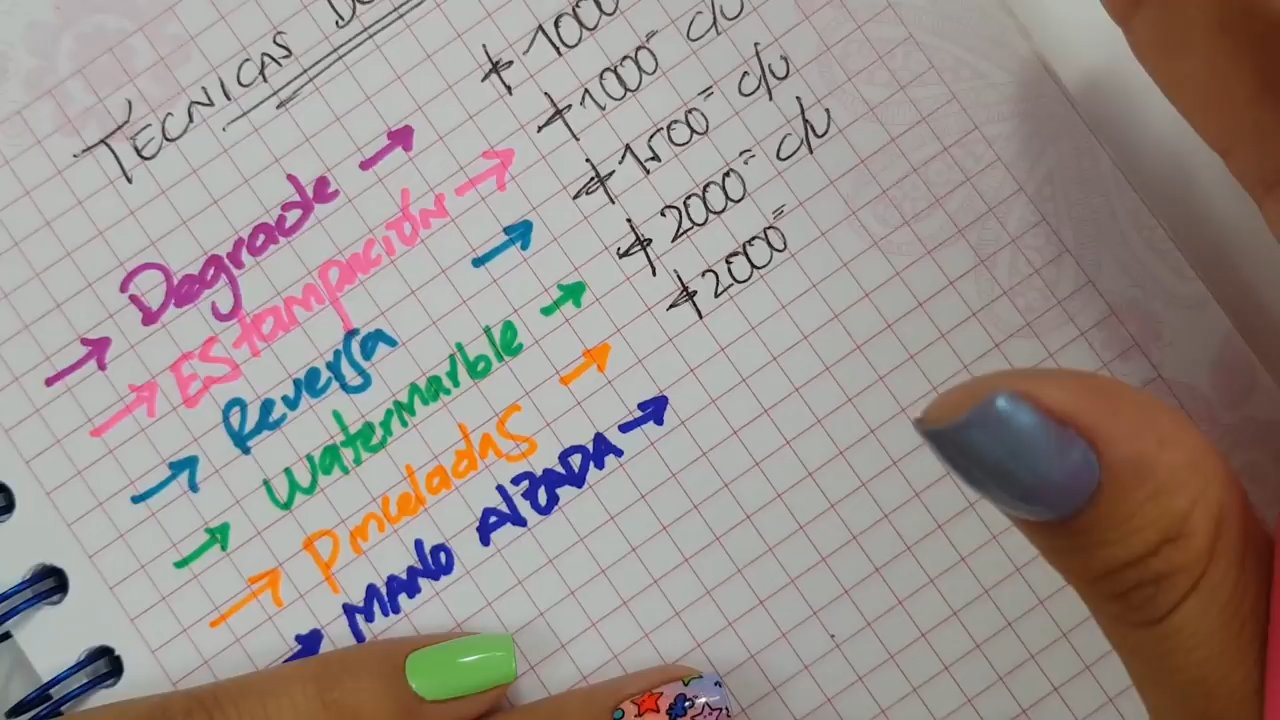 TECNICAS
→ Degrade → $1000
→ EStampación → $1000= c/u
→ Reversa → $1500= c/u
→ Watermarble → $2000= c/u
→ Pinceladas → $2000=
→ MANO AlZADA →